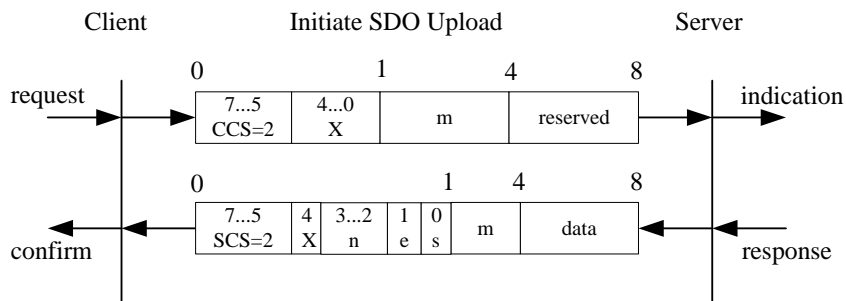 Client Initiate SDO Upload Server
0 1 4 8
request 7...5 4...0 m reserved indication
CCS=2 X
0 1 4 8
7...5 4 3...2 1 0
SCS=2 X n e s m data
confirm response